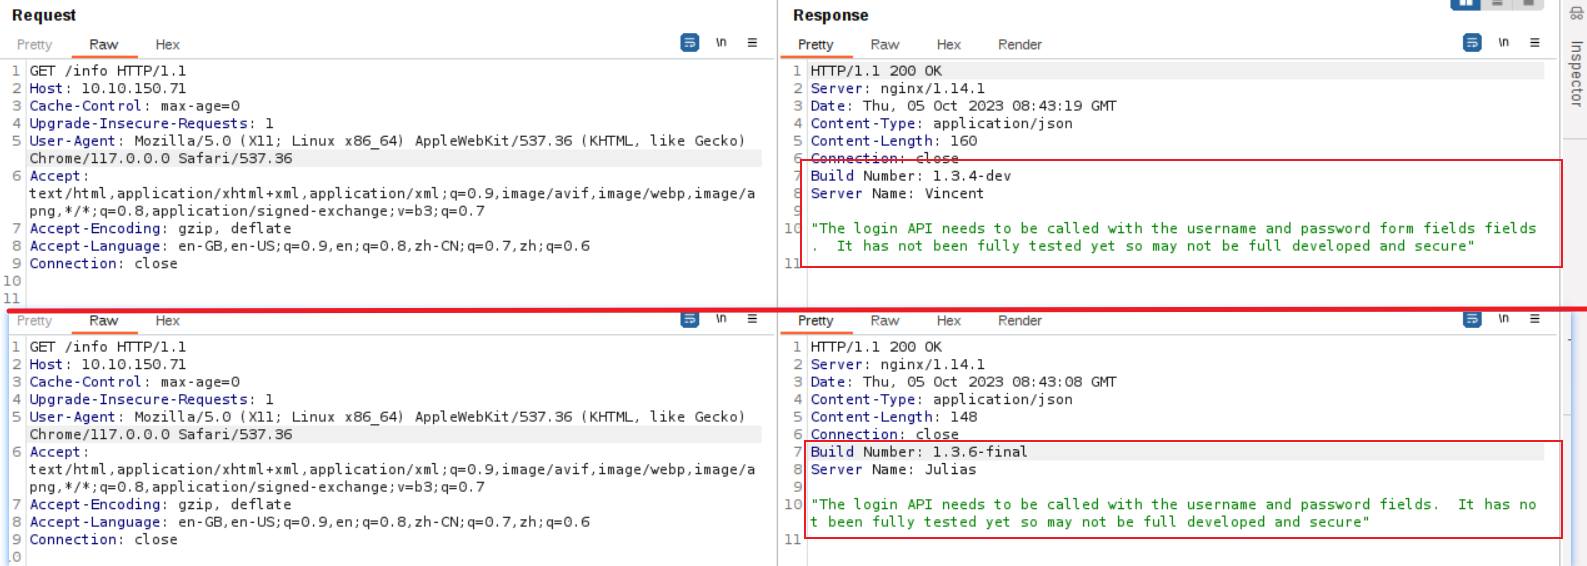 Request
Pretty Raw Hex \n
1 GET /info HTTP/1.1
2 Host: 10.10.150.71
3 Cache-Control: max-age=0
4 Upgrade-Insecure-Requests: 1
5 User-Agent: Mozilla/5.0 (X11; Linux x86_64) AppleWebKit/537.36 (KHTML, like Gecko)
Chrome/117.0.0.0 Safari/537.36
6 Accept:
text/html,application/xhtml+xml,application/xml;q=0.9,image/avif,image/webp,image/a
png,*/*;q=0.8,application/signed-exchange;v=b3;q=0.7
7 Accept-Encoding: gzip, deflate
8 Accept-Language: en-GB,en-US;q=0.9,en;q=0.8,zh-CN;q=0.7,zh;q=0.6
9 Connection: close
10
11
Response
Pretty Raw Hex Render \n
1 HTTP/1.1 200 OK
2 Server: nginx/1.14.1
3 Date: Thu, 05 Oct 2023 08:43:19 GMT
4 Content-Type: application/json
5 Content-Length: 160
6 Connection: close
7 Build Number: 1.3.4-dev
8 Server Name: Vincent
9
10 "The login API needs to be called with the username and password form fields fields
.  It has not been fully tested yet so may not be full developed and secure"
11
Inspector
Pretty Raw Hex \n
1 GET /info HTTP/1.1
2 Host: 10.10.150.71
3 Cache-Control: max-age=0
4 Upgrade-Insecure-Requests: 1
5 User-Agent: Mozilla/5.0 (X11; Linux x86_64) AppleWebKit/537.36 (KHTML, like Gecko)
Chrome/117.0.0.0 Safari/537.36
6 Accept:
text/html,application/xhtml+xml,application/xml;q=0.9,image/avif,image/webp,image/a
png,*/*;q=0.8,application/signed-exchange;v=b3;q=0.7
7 Accept-Encoding: gzip, deflate
8 Accept-Language: en-GB,en-US;q=0.9,en;q=0.8,zh-CN;q=0.7,zh;q=0.6
9 Connection: close
10
Pretty Raw Hex Render \n
1 HTTP/1.1 200 OK
2 Server: nginx/1.14.1
3 Date: Thu, 05 Oct 2023 08:43:08 GMT
4 Content-Type: application/json
5 Content-Length: 148
6 Connection: close
7 Build Number: 1.3.6-final
8 Server Name: Julias
9
10 "The login API needs to be called with the username and password fields.  It has no
t been fully tested yet so may not be full developed and secure"
11